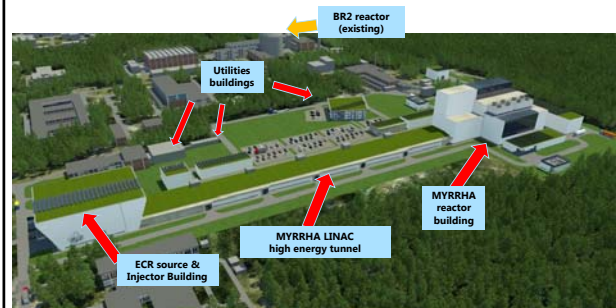 BR2 reactor
(existing)
Utilities
buildings
MYRRHA
reactor
building
MYRRHA LINAC
high energy tunnel
ECR source &
Injector Building